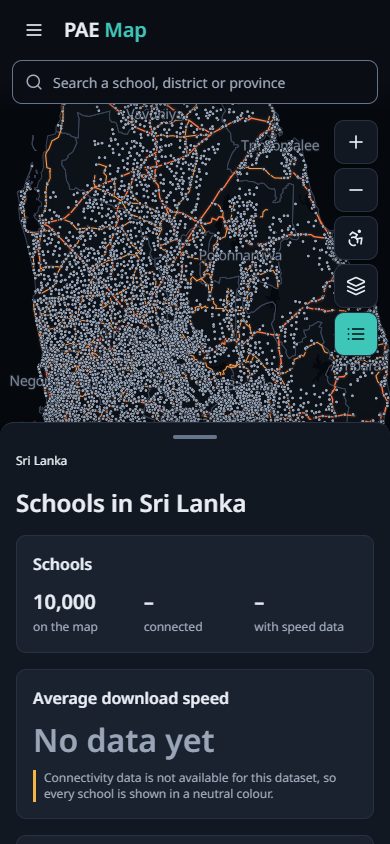 PAE Map
Search a school, district or province
Trincomalee
Polonnaruwa
Sri Lanka
Schools in Sri Lanka
Schools
10,000
–
–
on the map
connected
with speed data
Average download speed
No data yet
Connectivity data is not available for this dataset, so
every school is shown in a neutral colour.